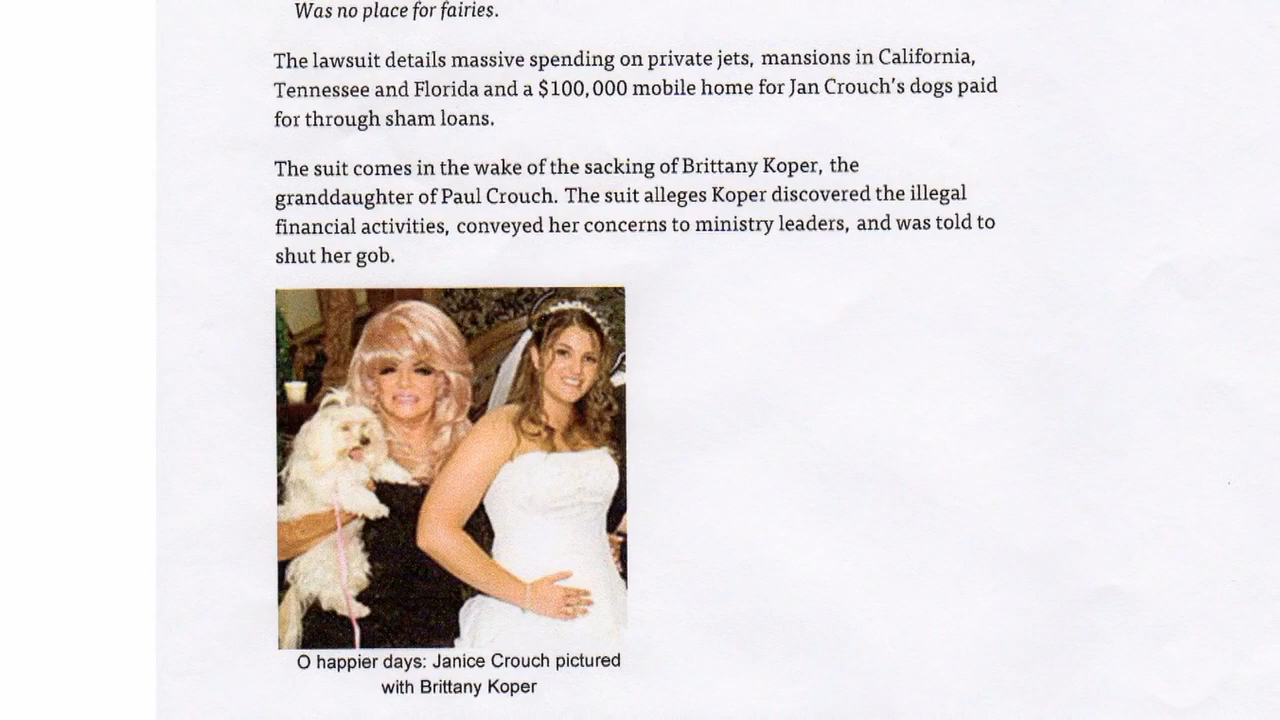 Was no place for fairies.
The lawsuit details massive spending on private jets, mansions in California,
Tennessee and Florida and a $100,000 mobile home for Jan Crouch's dogs paid
for through sham loans.
The suit comes in the wake of the sacking of Brittany Koper, the
granddaughter of Paul Crouch. The suit alleges Koper discovered the illegal
financial activities, conveyed her concerns to ministry leaders, and was told to
shut her gob.
O happier days: Janice Crouch pictured
with Brittany Koper